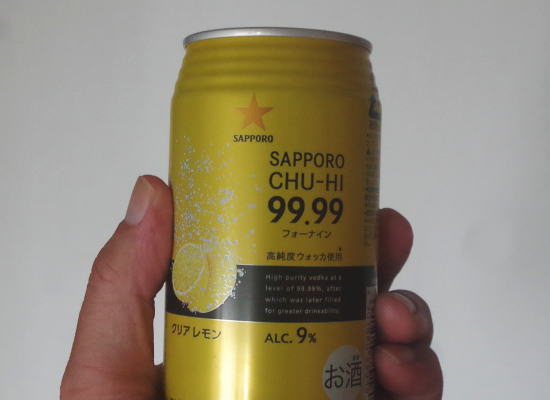 SAPPORO
SAPPORO
CHU-HI
99.99
フォーナイン
高純度ウォッカ使用
High purity vodka at a
level of 99.99%, after
which was later filled
for greater drinkability.
クリアレモン
ALC. 9%
お酒